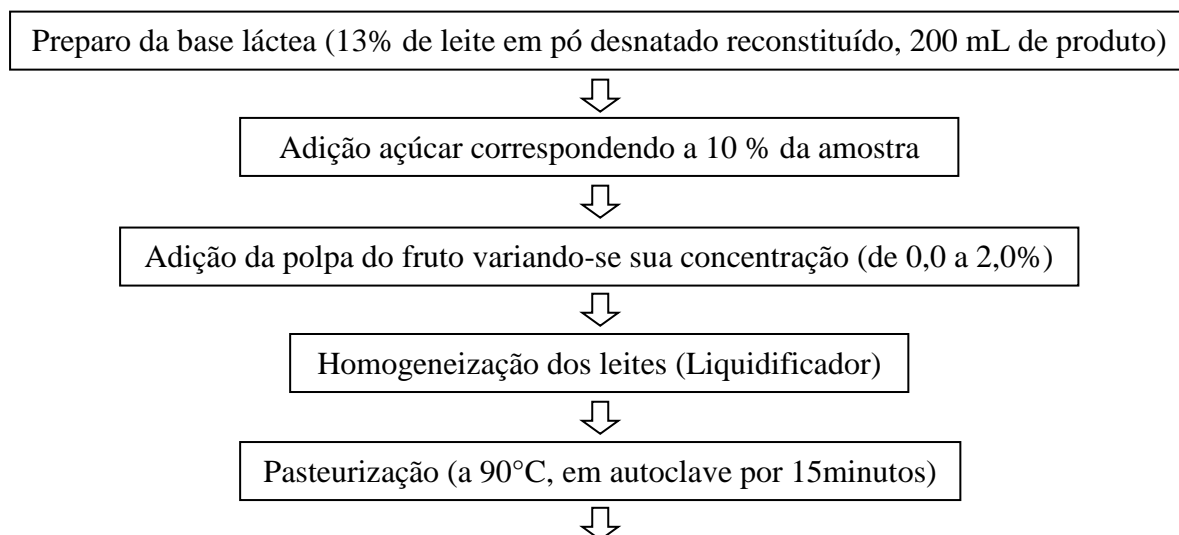 Preparo da base láctea (13% de leite em pó desnatado reconstituído, 200 mL de produto)
Adição açúcar correspondendo a 10 % da amostra
Adição da polpa do fruto variando-se sua concentração (de 0,0 a 2,0%)
Homogeneização dos leites (Liquidificador)
Pasteurização (a 90°C, em autoclave por 15minutos)